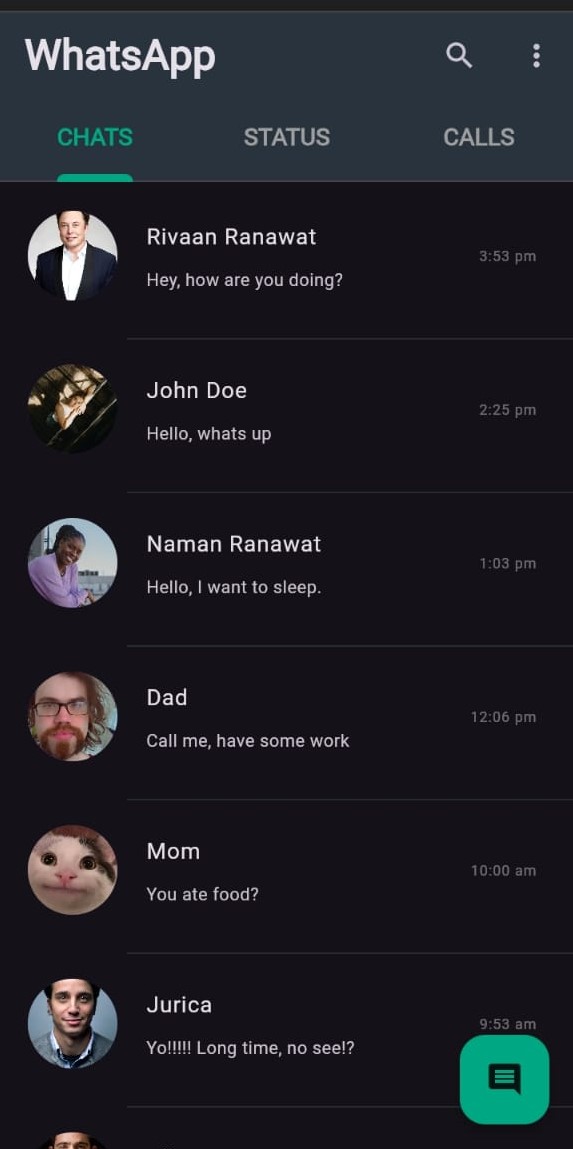 WhatsApp
CHATS STATUS CALLS
Rivaan Ranawat
3:53 pm
Hey, how are you doing?
John Doe
2:25 pm
Hello, whats up
Naman Ranawat
1:03 pm
Hello, I want to sleep.
Dad
12:06 pm
Call me, have some work
Mom
10:00 am
You ate food?
Jurica
9:53 am
Yo!!!!! Long time, no see!?